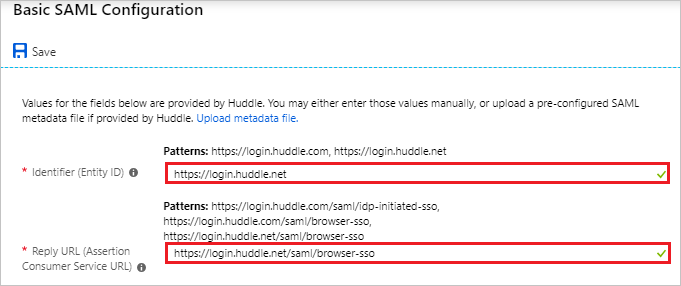 Basic SAML Configuration
Save
Values for the fields below are provided by Huddle. You may either enter those values manually, or upload a pre-configured SAML
metadata file if provided by Huddle. Upload metadata file.
Patterns: https://login.huddle.com, https://login.huddle.net
* Identifier (Entity ID)
https://login.huddle.net
Patterns: https://login.huddle.com/saml/idp-initiated-sso,
https://login.huddle.com/saml/browser-sso,
https://login.huddle.net/saml/browser-sso
* Reply URL (Assertion
Consumer Service URL)
https://login.huddle.net/saml/browser-sso